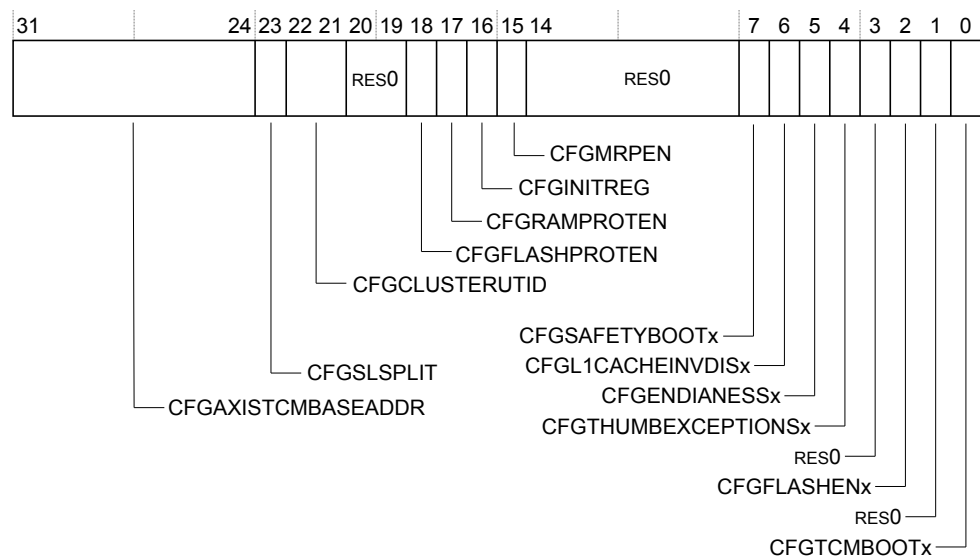 31 24 23 22 21 20 19 18 17 16 15 14 7 6 5 4 3 2 1 0
RES0 RES0
CFGMRPEN
CFGINITREG
CFGRAMPROTEN
CFGFLASHPROTEN
CFGCLUSTERUTID
CFGSAFETYBOOTx
CFGL1CACHEINVDISx
CFGSLSPLIT
CFGENDIANESSx
CFGAXISTCMBASEADDR
CFGTHUMBEXCEPTIONSx
RES0
CFGFLASHENx
RES0
CFGTCMBOOTx